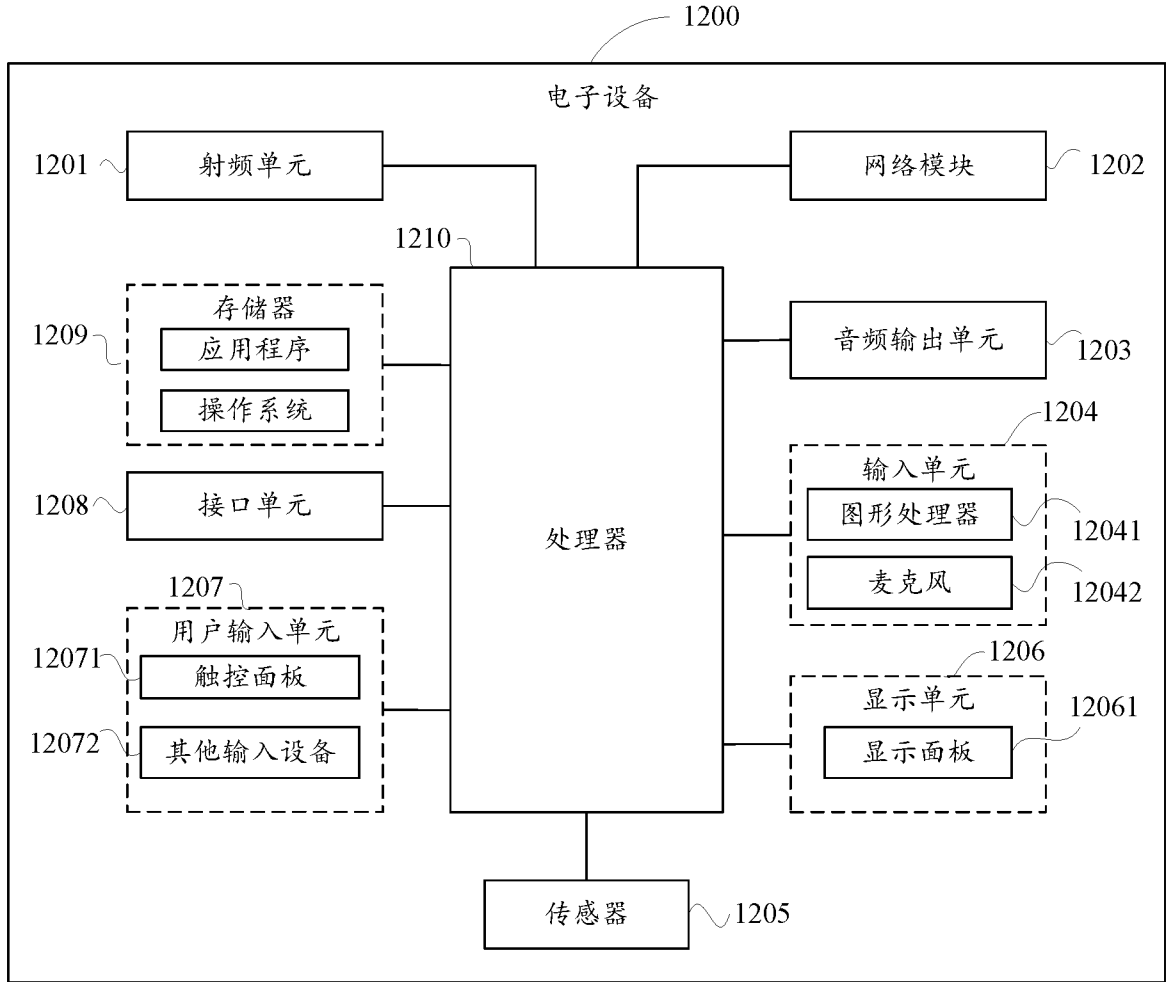 1200
电子设备
1201
射频单元
网络模块
1202
1210
存储器
1209
应用程序
操作系统
音频输出单元
1203
1204
输入单元
图形处理器
12041
麦克风
12042
1208
接口单元
处理器
1207
用户输入单元
12071
触控面板
12072
其他输入设备
1206
显示单元
12061
显示面板
传感器
1205